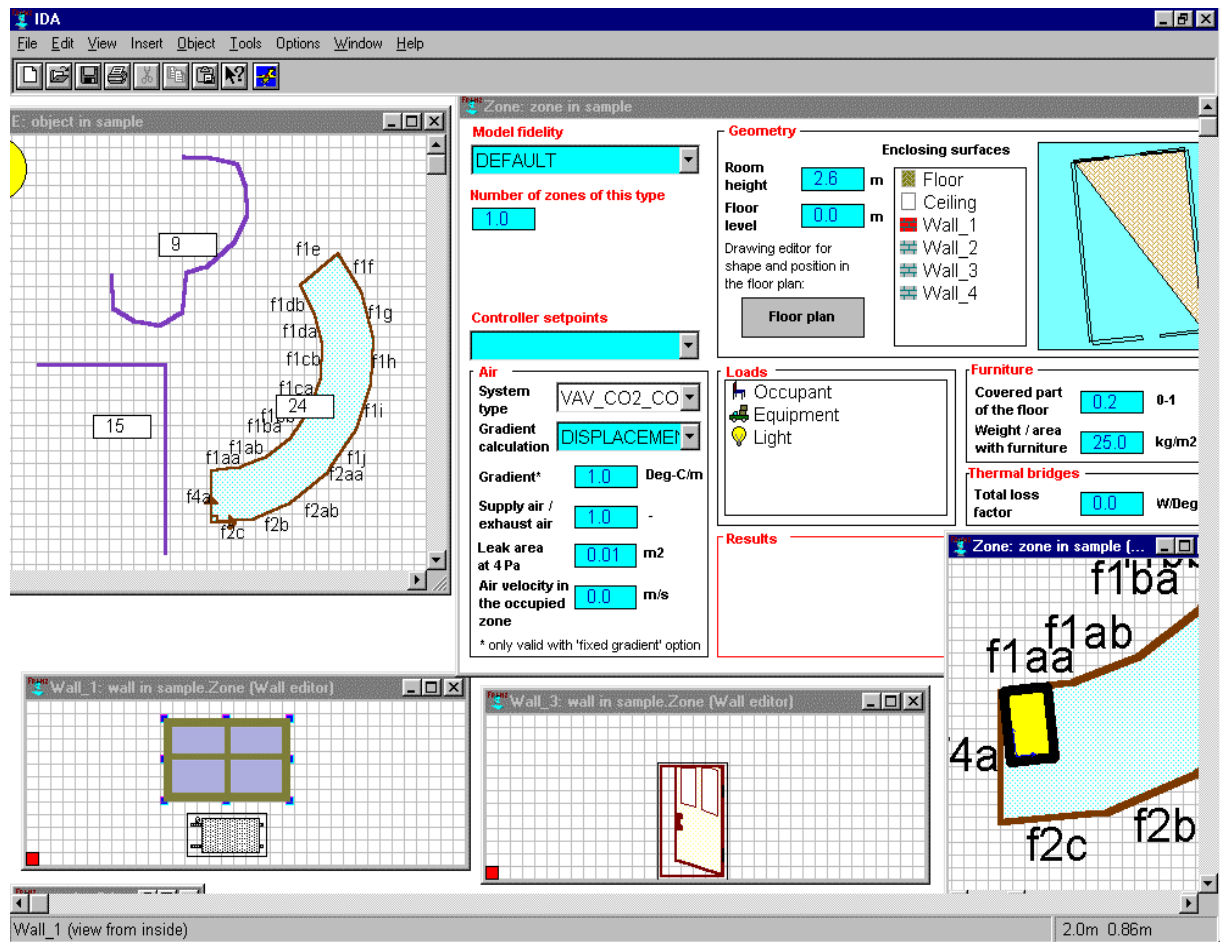 IDA
File Edit View Insert Object Tools Options Window Help
E: object in sample
9
15
24
f1e
f1f
f1db
f1g
f1da
f1cb
f1h
f1ca
f1i
f1ba
f1ab
f1aa
f1j
f2aa
f4a
f2ab
f2b
f2c
Zone: zone in sample
Model fidelity
DEFAULT
Number of zones of this type
1.0
Controller setpoints
Geometry
Room height 2.6 m
Floor level 0.0 m
Drawing editor for
shape and position in
the floor plan:
Floor plan
Enclosing surfaces
Floor
Ceiling
Wall_1
Wall_2
Wall_3
Wall_4
Air
System type VAV_CO2_CO
Gradient calculation DISPLACEMEN
Gradient* 1.0 Deg-C/m
Supply air / exhaust air 1.0 -
Leak area at 4 Pa 0.01 m2
Air velocity in the occupied zone 0.0 m/s
* only valid with 'fixed gradient' option
Loads
Occupant
Equipment
Light
Furniture
Covered part of the floor 0.2 0-1
Weight / area with furniture 25.0 kg/m2
Thermal bridges
Total loss factor 0.0 W/Deg
Results
Zone: zone in sample (...
f1ba
f1ab
f1aa
4a
f2c
f2b
Wall_1: wall in sample.Zone (Wall editor)
Wall_3: wall in sample.Zone (Wall editor)
Wall_1 (view from inside)
2.0m 0.86m